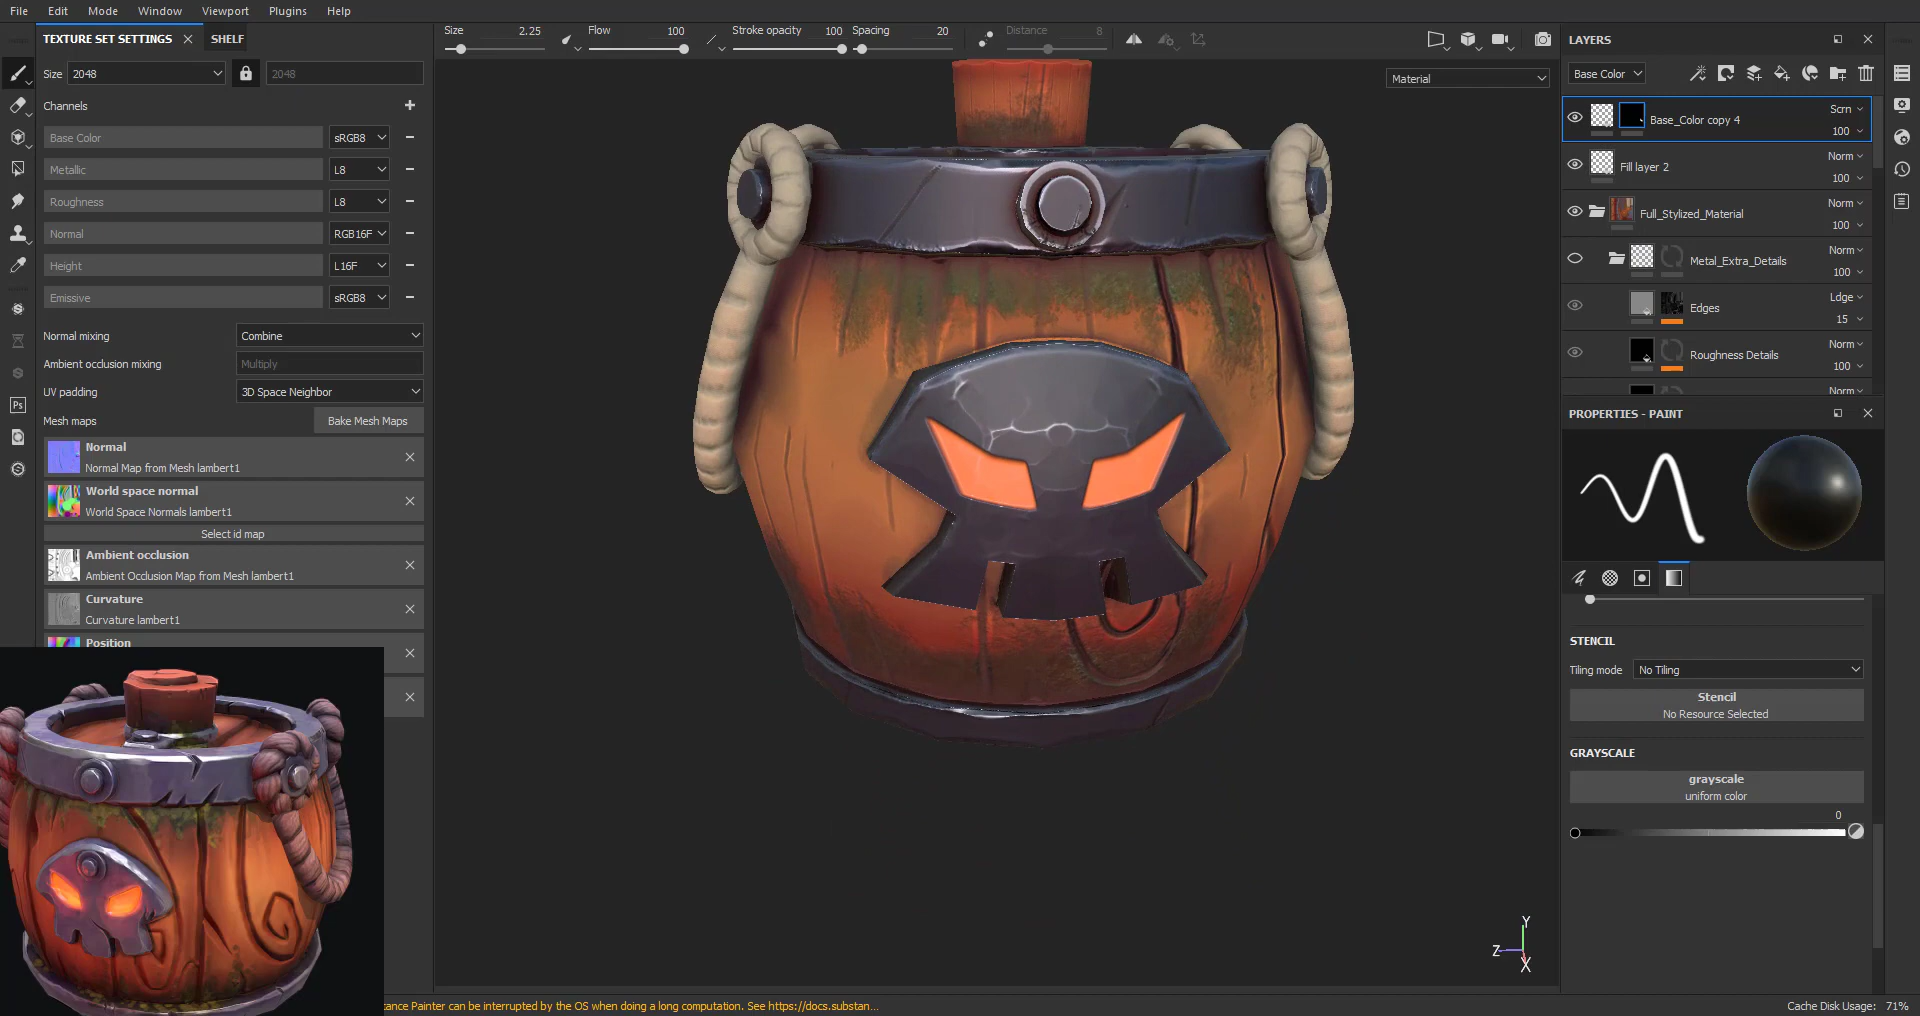 File Edit Mode Window Viewport Plugins Help
TEXTURE SET SETTINGS SHELF
Size 2.25 Flow 100 Stroke opacity 100 Spacing 20 Distance 8
Size 2048 2048
Material
Channels
Base Color sRGB8
Metallic L8
Roughness L8
Normal RGB16F
Height L16F
Emissive sRGB8
Normal mixing Combine
Ambient occlusion mixing Multiply
UV padding 3D Space Neighbor
Mesh maps Bake Mesh Maps
Normal
Normal Map from Mesh lambert1
World space normal
World Space Normals lambert1
Select id map
Ambient occlusion
Ambient Occlusion Map from Mesh lambert1
Curvature
Curvature lambert1
Position
Ps
Y
Z
X
LAYERS
Base Color
Base_Color copy 4 Scrn 100
Fill layer 2 Norm 100
Full_Stylized_Material Norm 100
Metal_Extra_Details Norm 100
Edges Ldge 15
Roughness Details Norm 100
Norm
PROPERTIES - PAINT
STENCIL
Tiling mode No Tiling
Stencil
No Resource Selected
GRAYSCALE
grayscale
uniform color
0
tance Painter can be interrupted by the OS when doing a long computation. See https://docs.substan...
Cache Disk Usage: 71%